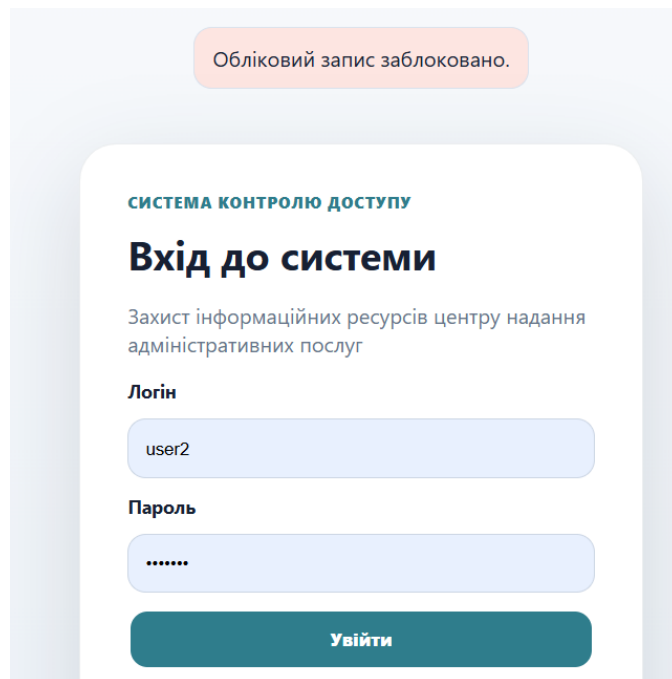 Обліковий запис заблоковано.
СИСТЕМА КОНТРОЛЮ ДОСТУПУ
Вхід до системи
Захист інформаційних ресурсів центру надання
адміністративних послуг
Логін
user2
Пароль
•••••••
Увійти